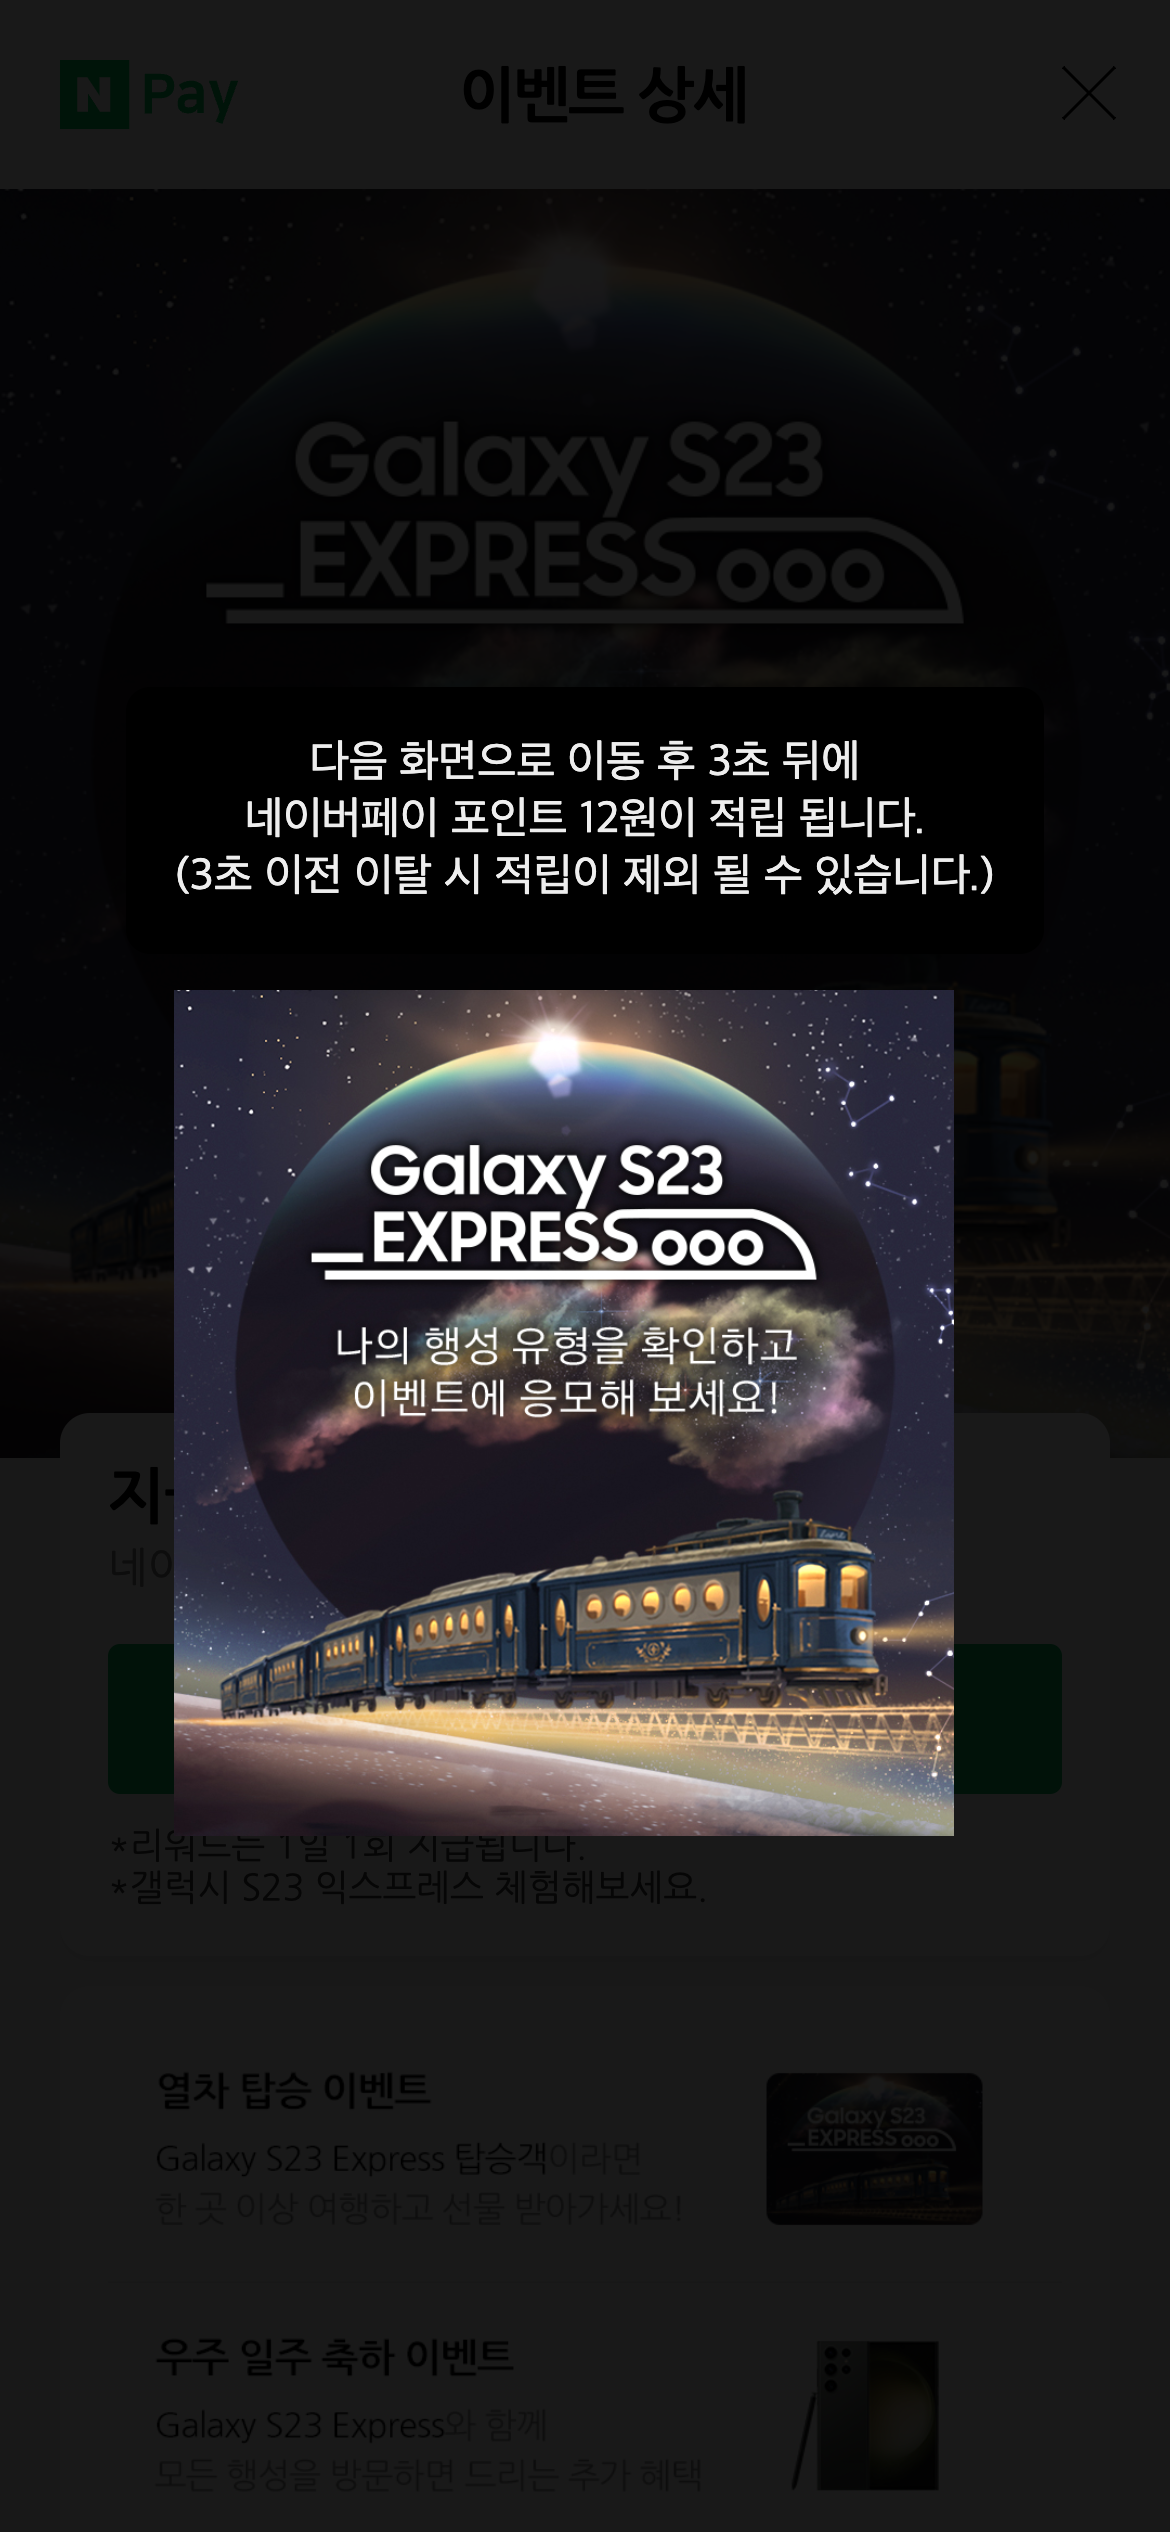 N Pay
이벤트 상세
Galaxy S23
EXPRESS
다음 화면으로 이동 후 3초 뒤에
네이버페이 포인트 12원이 적립 됩니다.
(3초 이전 이탈 시 적립이 제외 될 수 있습니다.)
Galaxy S23
EXPRESS
나의 행성 유형을 확인하고
이벤트에 응모해 보세요!
*리워드는 1일 1회 지급됩니다.
*갤럭시 S23 익스프레스 체험해보세요.
열차 탑승 이벤트
Galaxy S23 Express 탑승객이라면
한 곳 이상 여행하고 선물 받아가세요!
Galaxy S23
EXPRESS
우주 일주 축하 이벤트
Galaxy S23 Express와 함께
모든 행성을 방문하면 드리는 추가 혜택